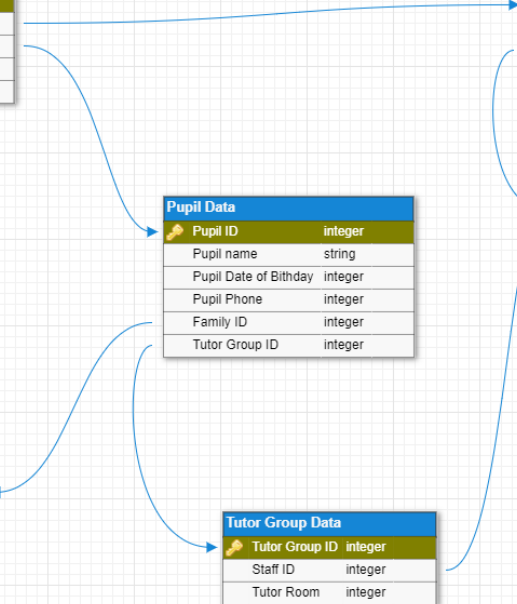 Pupil Data
Pupil ID integer
Pupil name string
Pupil Date of Bithday integer
Pupil Phone integer
Family ID integer
Tutor Group ID integer
Tutor Group Data
Tutor Group ID integer
Staff ID integer
Tutor Room integer